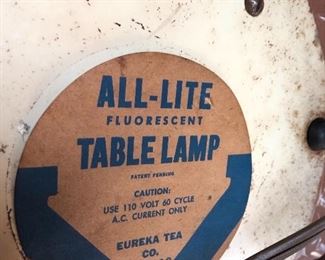 ALL-LITE
FLUORESCENT
TABLE LAMP
PATENT PENDING
CAUTION:
USE 110 VOLT 60 CYCLE
A.C. CURRENT ONLY
EUREKA TEA
CO.